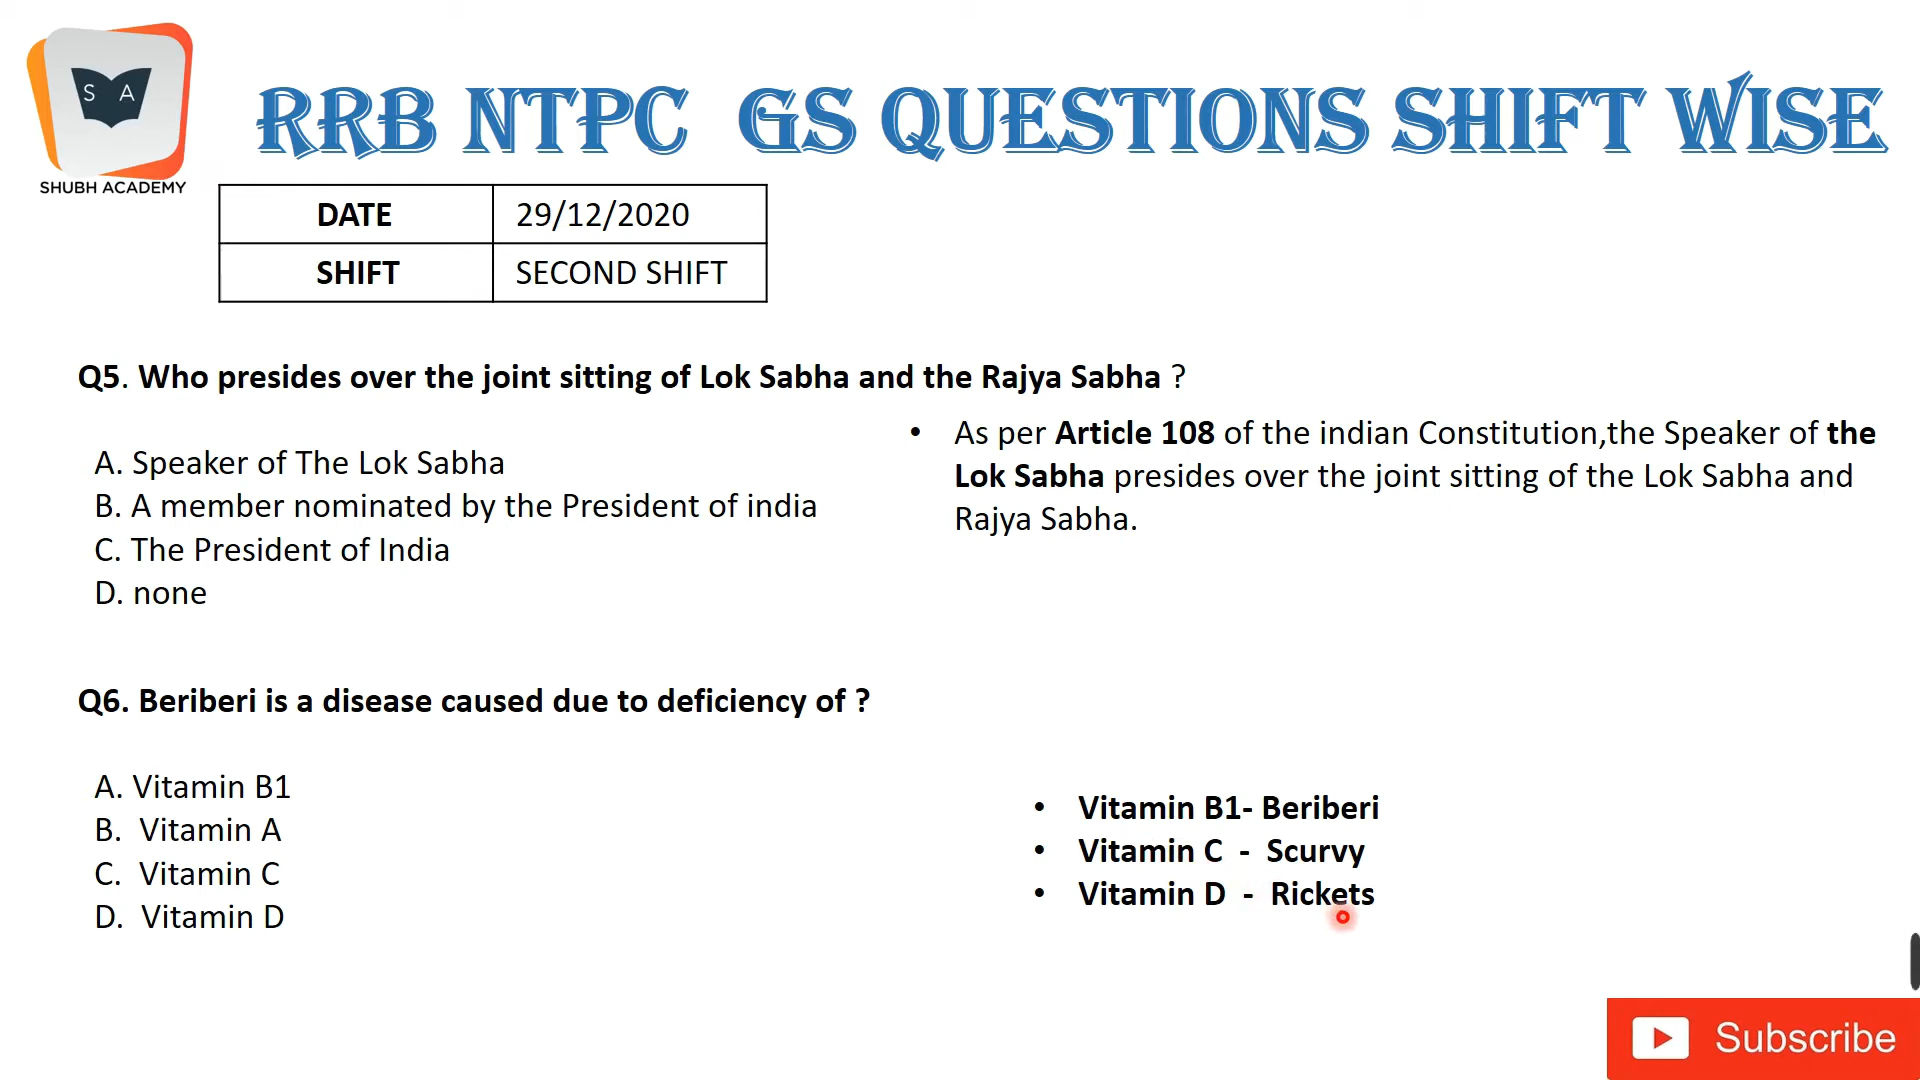 S A
SHUBH ACADEMY
RRB NTPC GS QUESTIONS SHIFT WISE
DATE 29/12/2020
SHIFT SECOND SHIFT
Q5. Who presides over the joint sitting of Lok Sabha and the Rajya Sabha ?
A. Speaker of The Lok Sabha
B. A member nominated by the President of india
C. The President of India
D. none
• As per Article 108 of the indian Constitution,the Speaker of the
Lok Sabha presides over the joint sitting of the Lok Sabha and
Rajya Sabha.
Q6. Beriberi is a disease caused due to deficiency of ?
A. Vitamin B1
B. Vitamin A
C. Vitamin C
D. Vitamin D
• Vitamin B1- Beriberi
• Vitamin C - Scurvy
• Vitamin D - Rickets
Subscribe